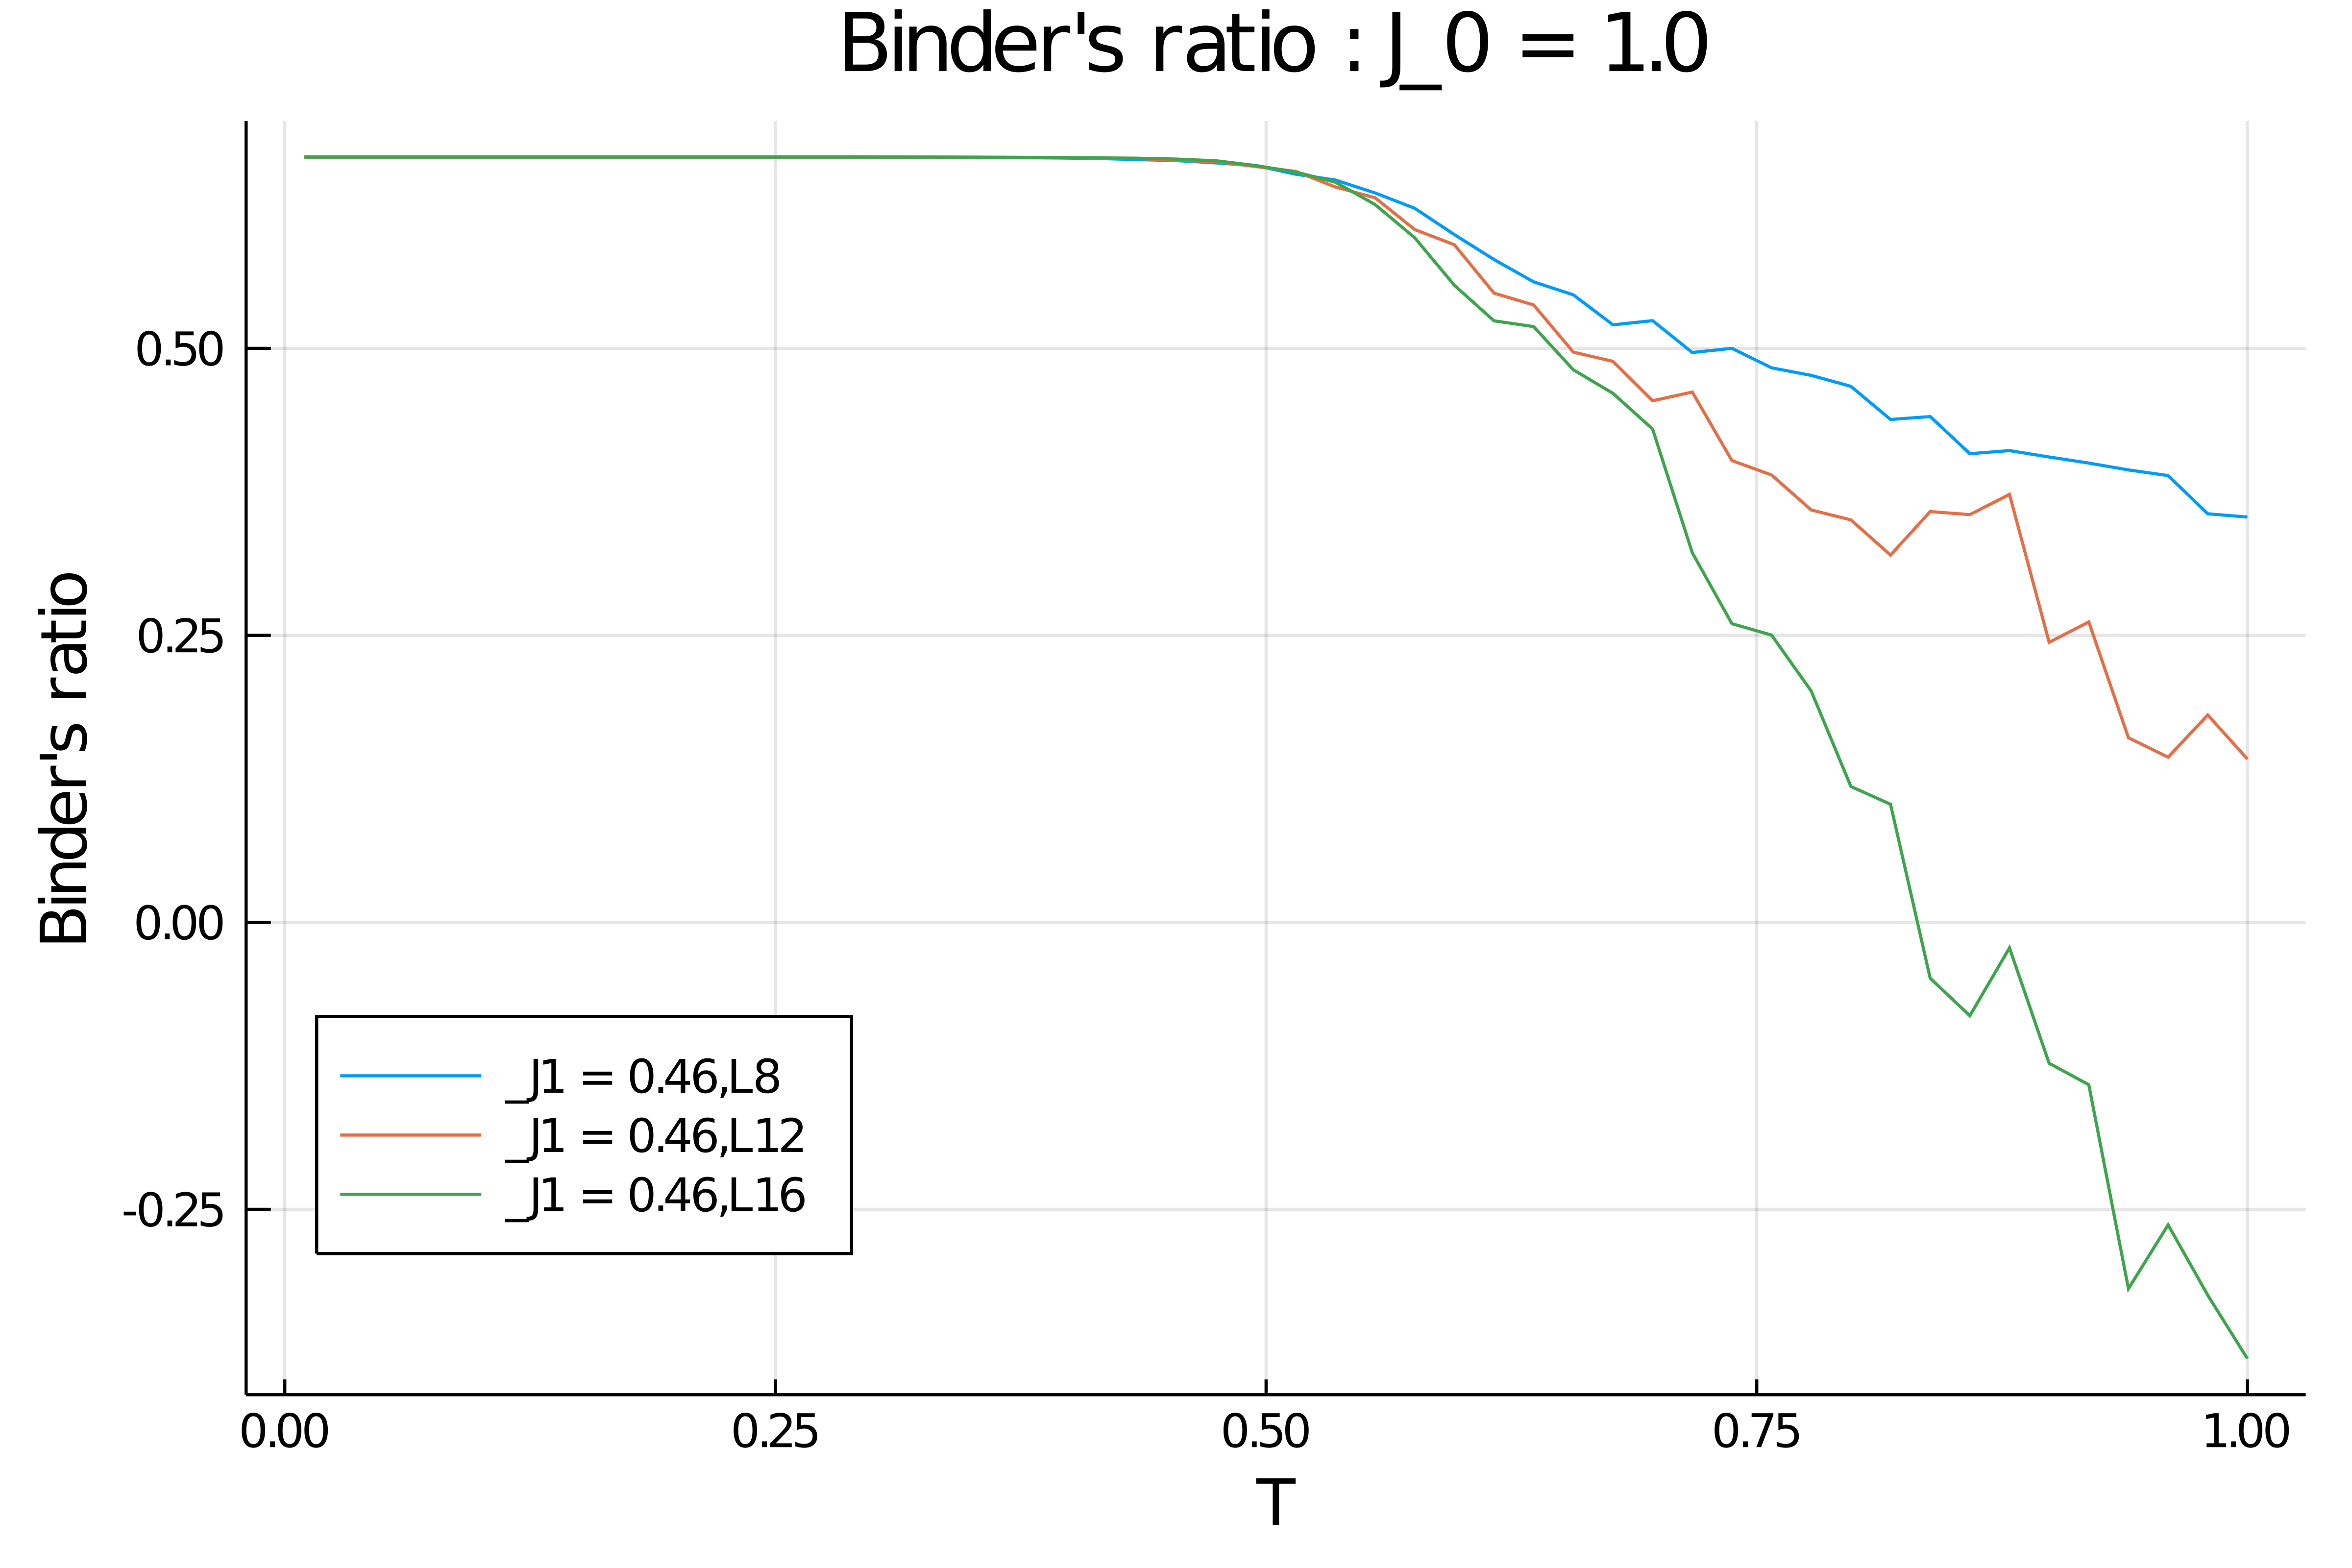 Binder's ratio : J_0 = 1.0
Binder's ratio
0.50
0.25
0.00
-0.25
_J1 = 0.46,L8
_J1 = 0.46,L12
_J1 = 0.46,L16
0.00 0.25 0.50 0.75 1.00
T